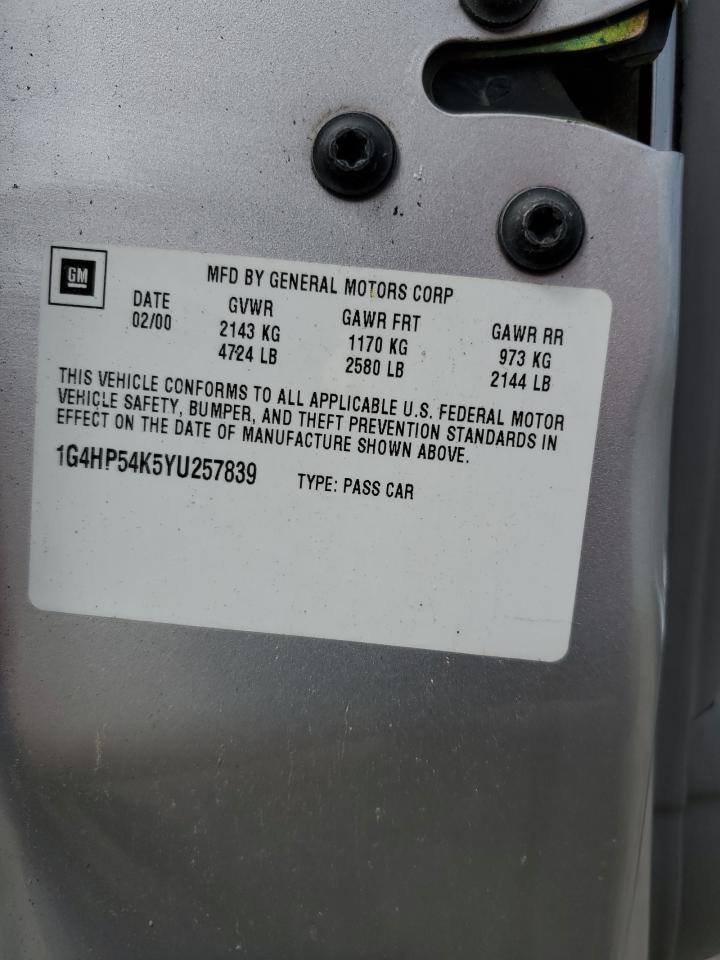 GM
MFD BY GENERAL MOTORS CORP
DATE GVWR GAWR FRT GAWR RR
02/00 2143 KG 1170 KG 973 KG
4724 LB 2580 LB 2144 LB
THIS VEHICLE CONFORMS TO ALL APPLICABLE U.S. FEDERAL MOTOR
VEHICLE SAFETY, BUMPER, AND THEFT PREVENTION STANDARDS IN
EFFECT ON THE DATE OF MANUFACTURE SHOWN ABOVE.
1G4HP54K5YU257839 TYPE: PASS CAR